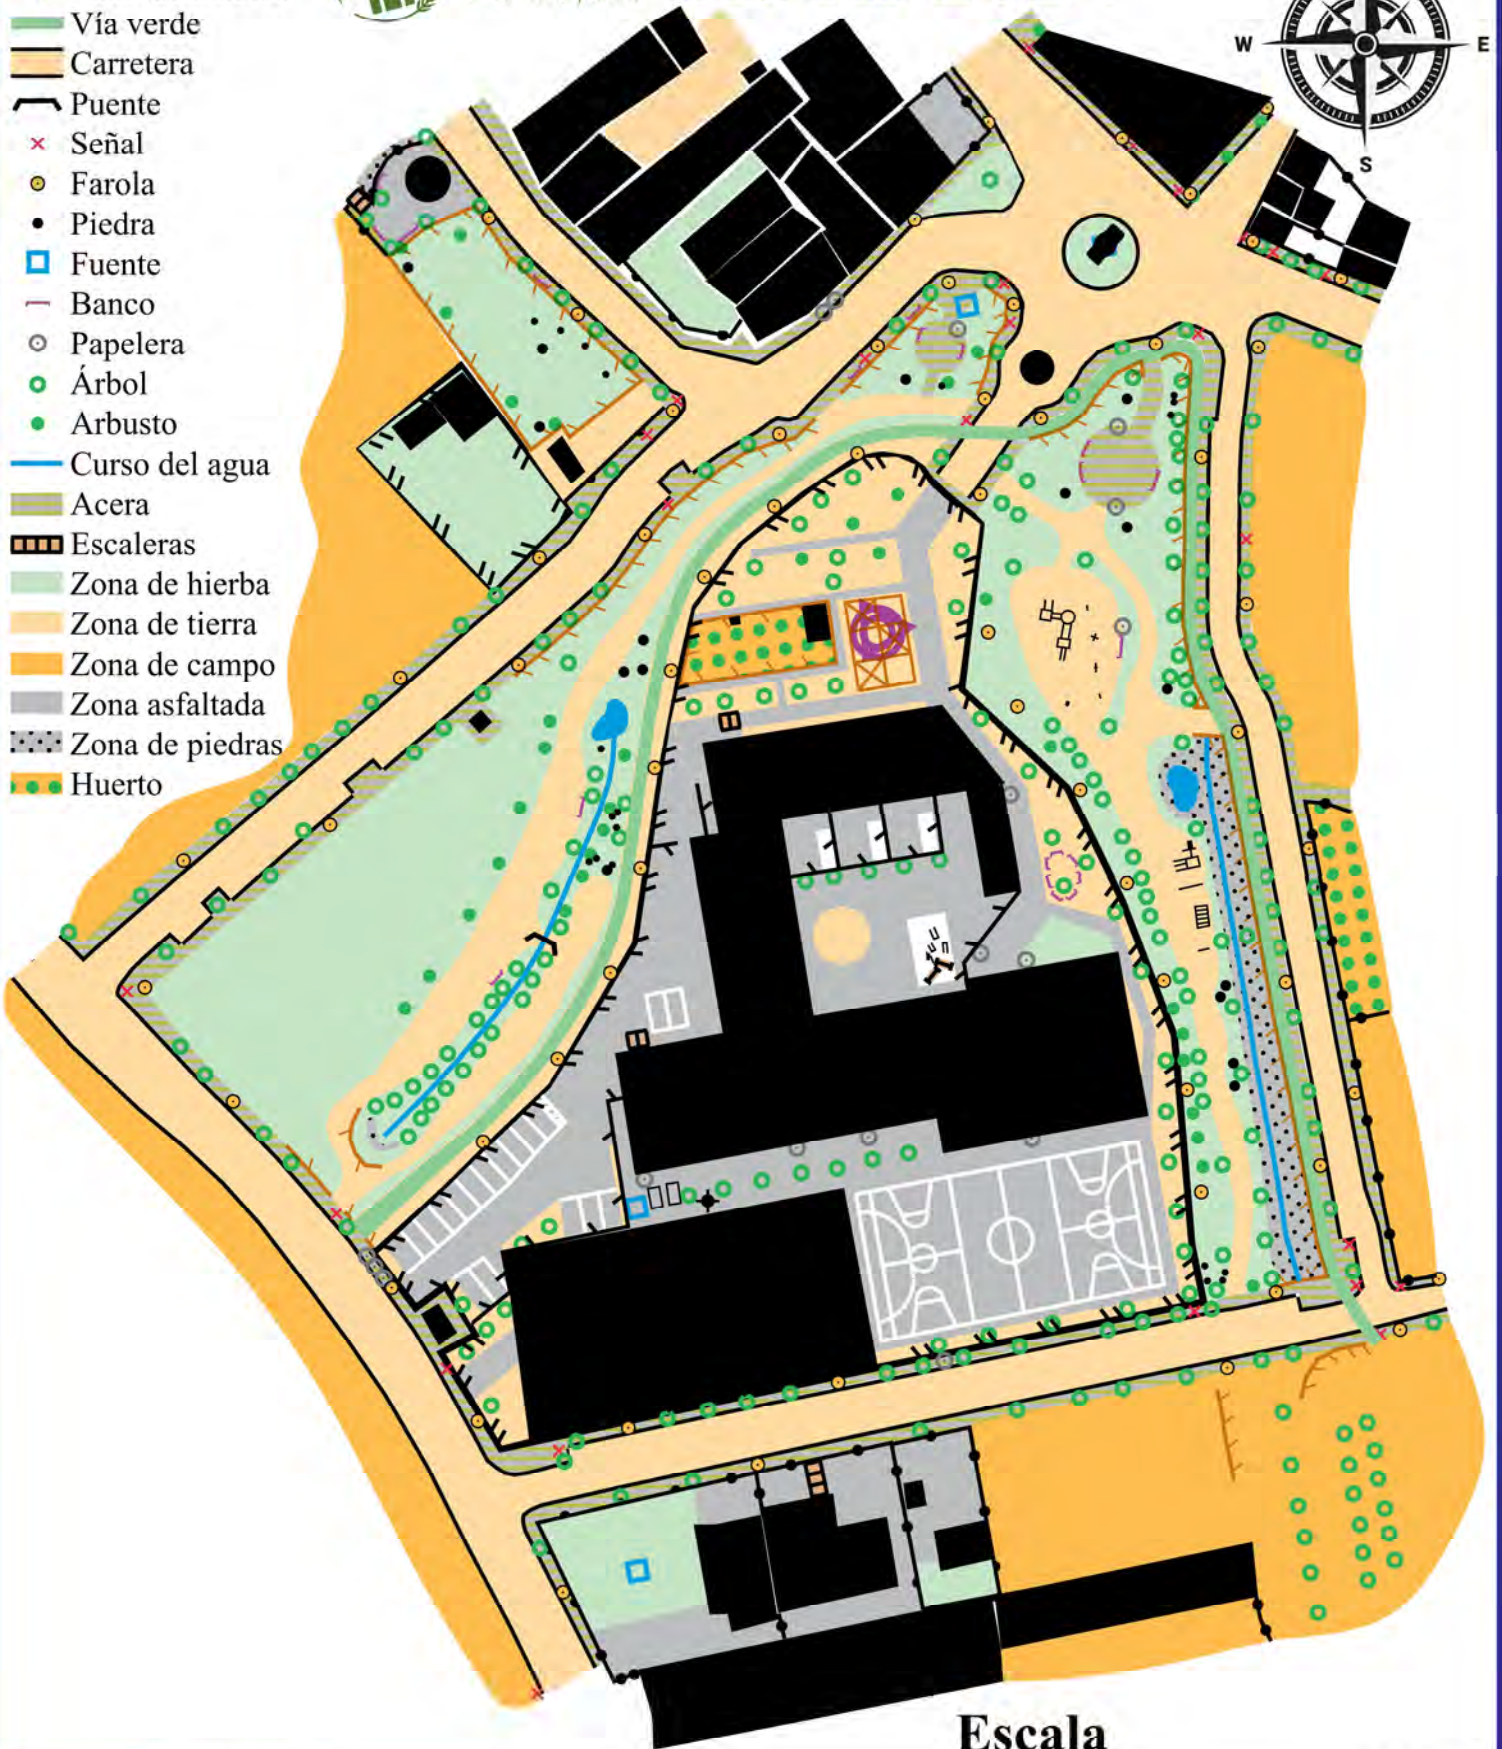 Vía verde
Carretera
Puente
Señal
Farola
Piedra
Fuente
Banco
Papelera
Árbol
Arbusto
Curso del agua
Acera
Escaleras
Zona de hierba
Zona de tierra
Zona de campo
Zona asfaltada
Zona de piedras
Huerto
W E
S
Escala